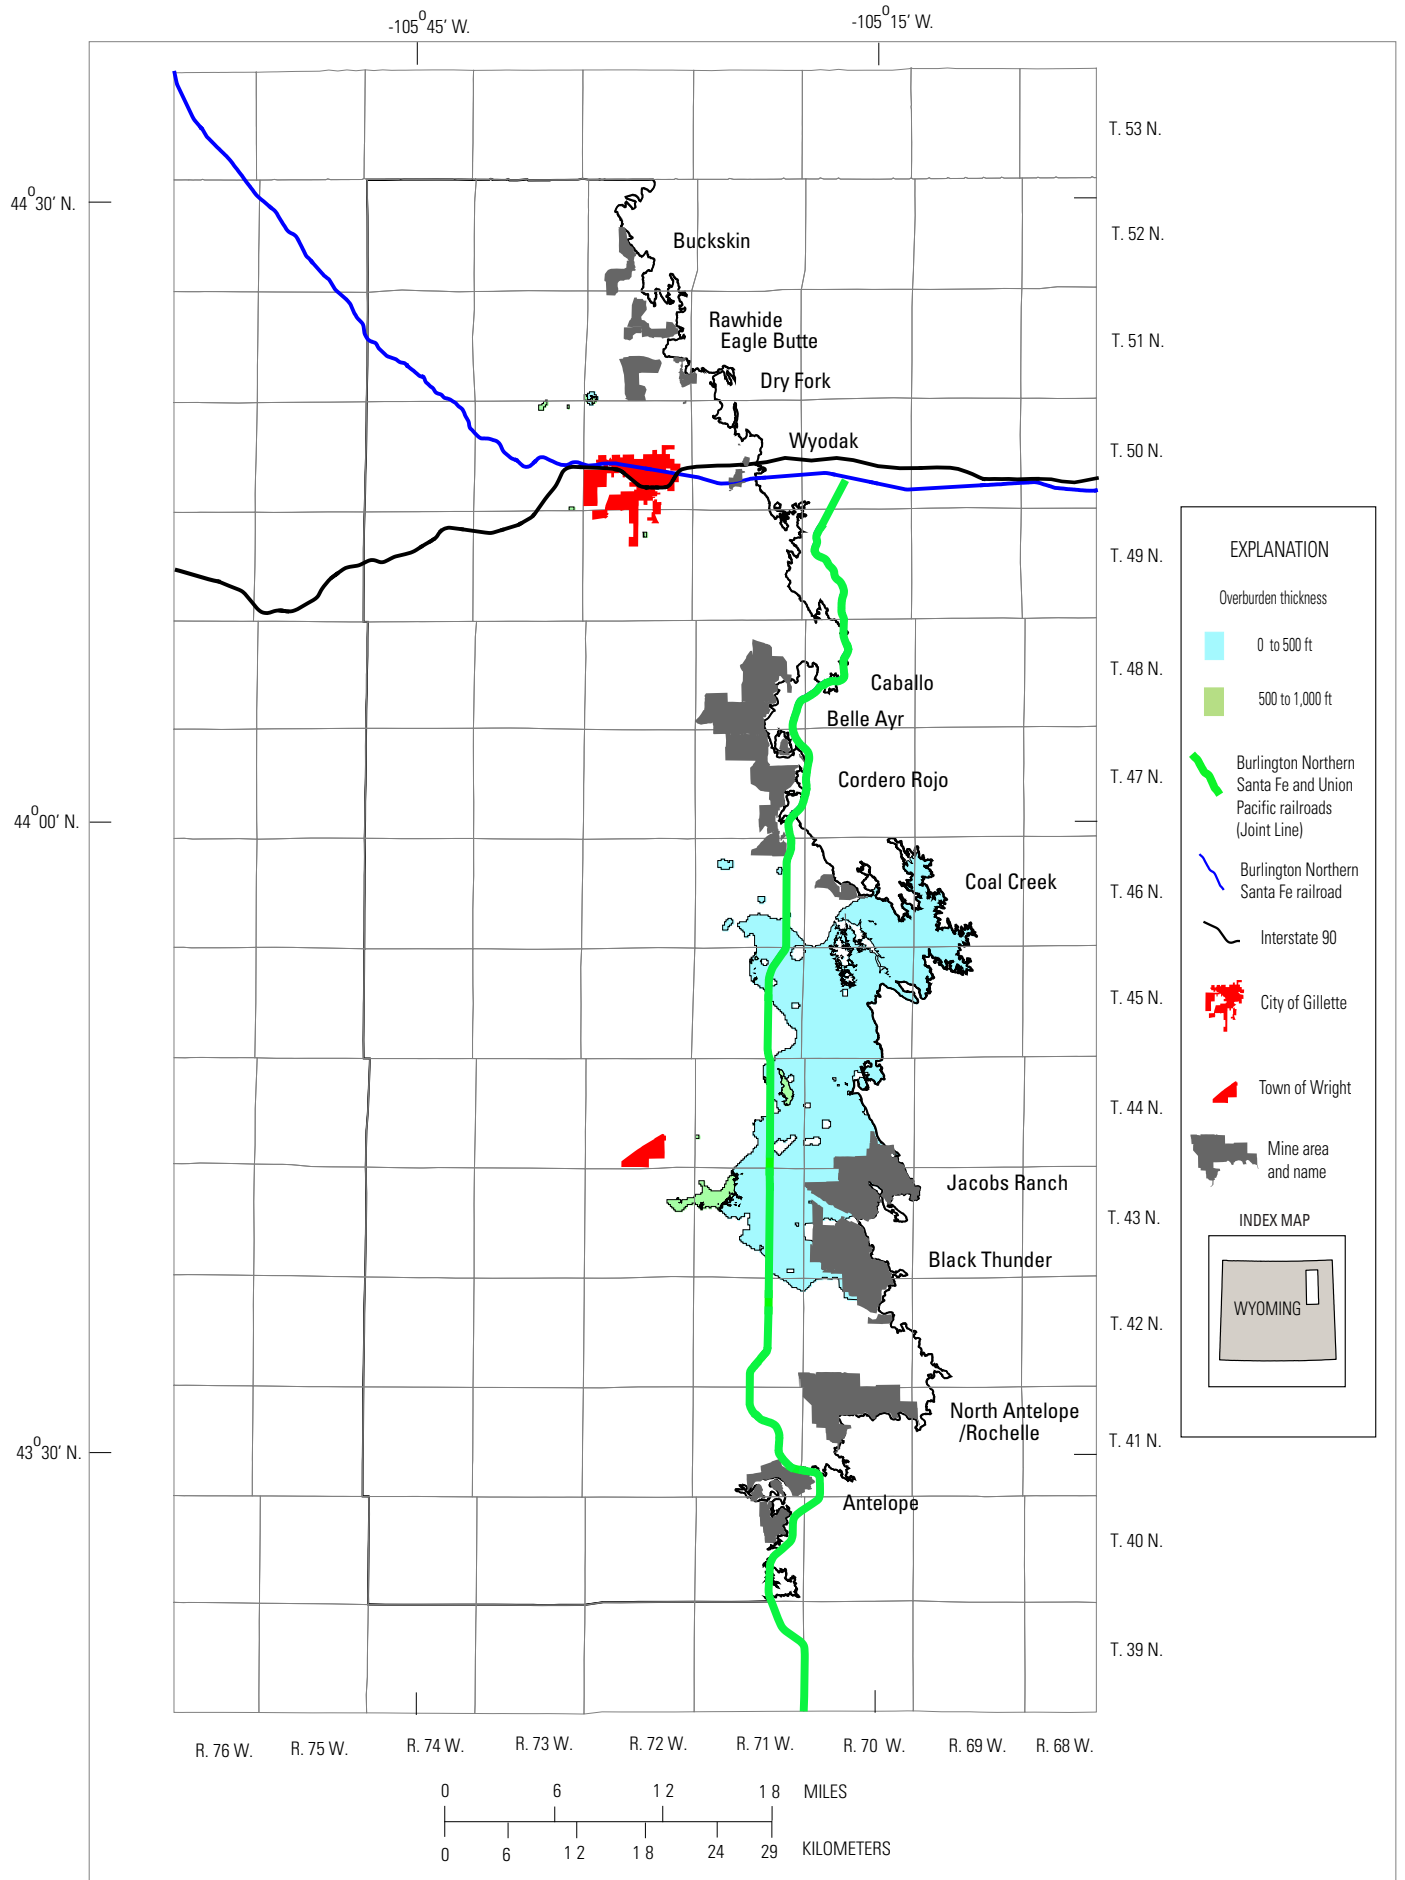 -105°45' W.
-105°15' W.
T. 53 N.
44°30' N.
T. 52 N.
Buckskin
Rawhide
Eagle Butte
T. 51 N.
Dry Fork
Wyodak
T. 50 N.
T. 49 N.
T. 48 N.
Caballo
Belle Ayr
Cordero Rojo
T. 47 N.
44°00' N.
Coal Creek
T. 46 N.
T. 45 N.
T. 44 N.
Jacobs Ranch
T. 43 N.
Black Thunder
T. 42 N.
North Antelope
/Rochelle
T. 41 N.
43°30' N.
Antelope
T. 40 N.
T. 39 N.
EXPLANATION
Overburden thickness
0 to 500 ft
500 to 1,000 ft
Burlington Northern
Santa Fe and Union
Pacific railroads
(Joint Line)
Burlington Northern
Santa Fe railroad
Interstate 90
City of Gillette
Town of Wright
Mine area
and name
INDEX MAP
WYOMING
R. 76 W. R. 75 W. R. 74 W. R. 73 W. R. 72 W. R. 71 W. R. 70 W. R. 69 W. R. 68 W.
0 6 12 18 MILES
0 6 12 18 24 29 KILOMETERS